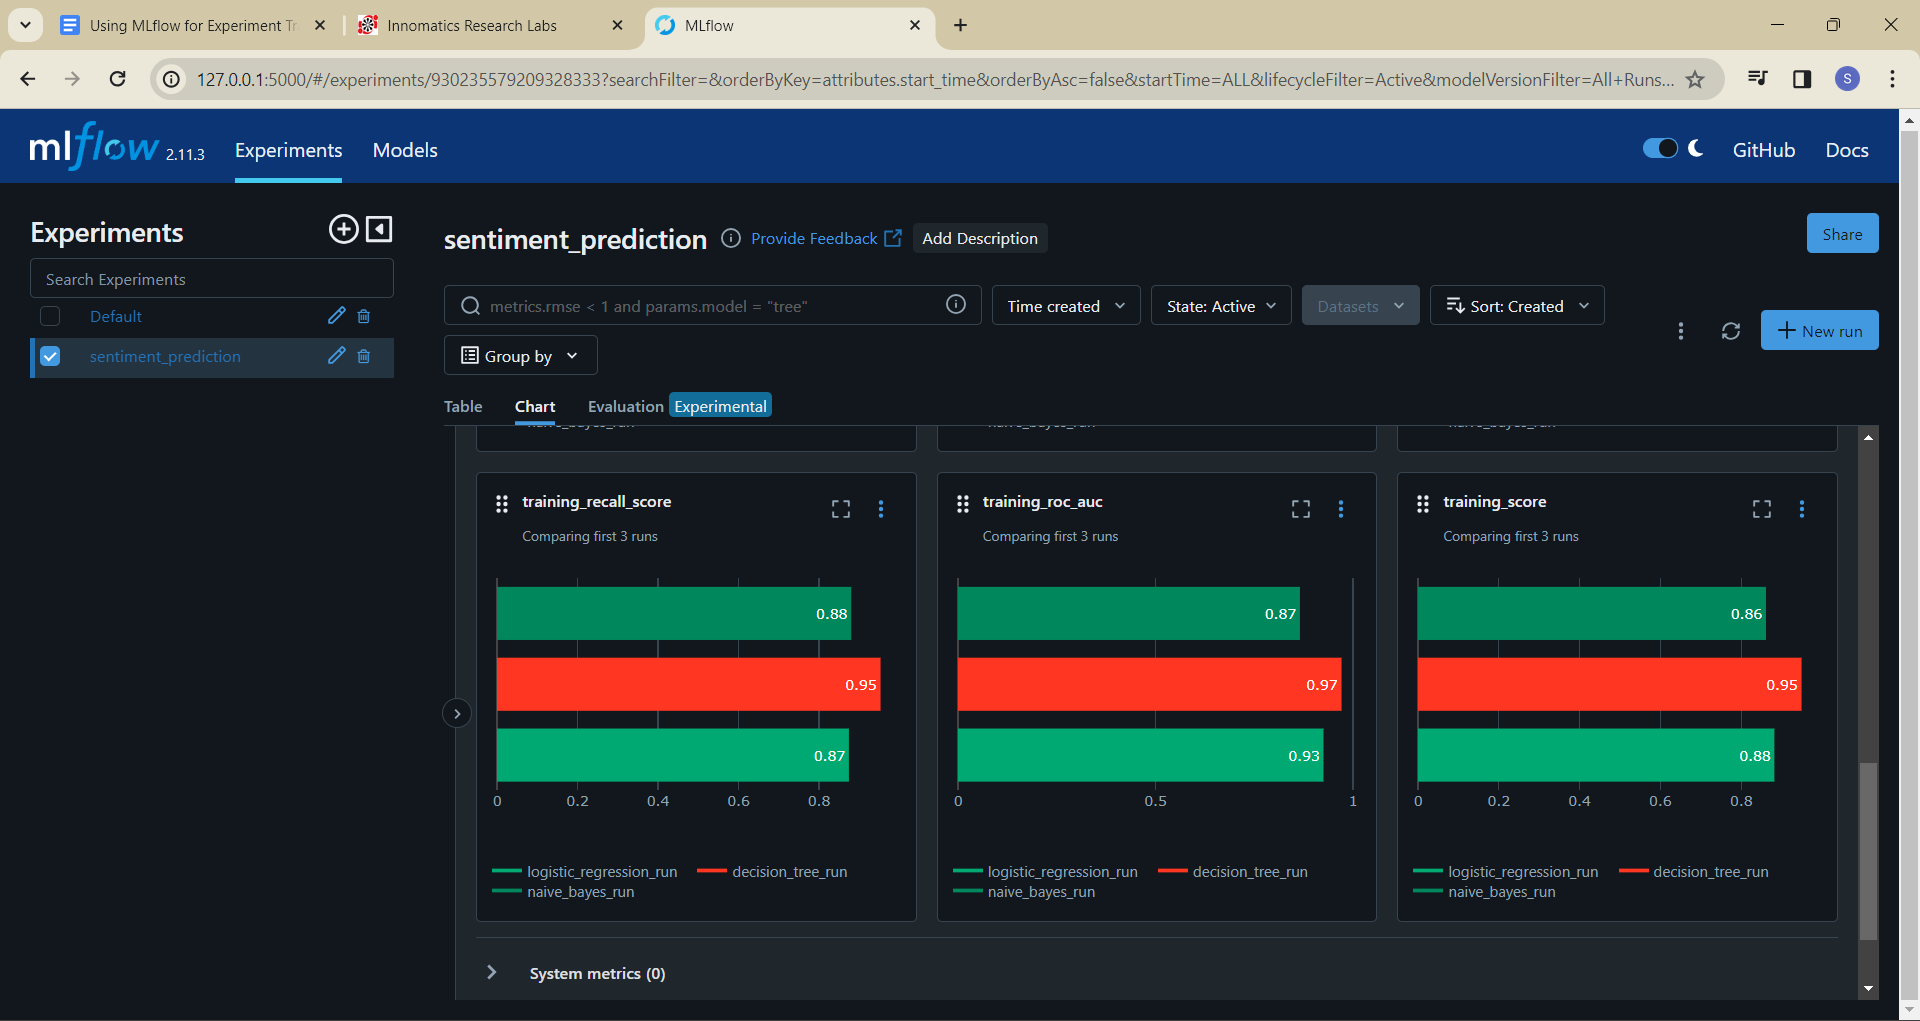 Using MLflow for Experiment Tr
Innomatics Research Labs
MLflow
127.0.0.1:5000/#/experiments/930235579209328333?searchFilter=&orderByKey=attributes.start_time&orderByAsc=false&startTime=ALL&lifecycleFilter=Active&modelVersionFilter=All+Runs...
S
mlflow 2.11.3
Experiments
Models
GitHub
Docs
Experiments
Search Experiments
Default
sentiment_prediction
sentiment_prediction
Provide Feedback
Add Description
Share
metrics.rmse < 1 and params.model = "tree"
Time created
State: Active
Datasets
Sort: Created
New run
Group by
Table
Chart
Evaluation Experimental
training_recall_score
Comparing first 3 runs
0.88
0.95
0.87
0 0.2 0.4 0.6 0.8
logistic_regression_run decision_tree_run
naive_bayes_run
training_roc_auc
Comparing first 3 runs
0.87
0.97
0.93
0 0.5 1
logistic_regression_run decision_tree_run
naive_bayes_run
training_score
Comparing first 3 runs
0.86
0.95
0.88
0 0.2 0.4 0.6 0.8
logistic_regression_run decision_tree_run
naive_bayes_run
System metrics (0)